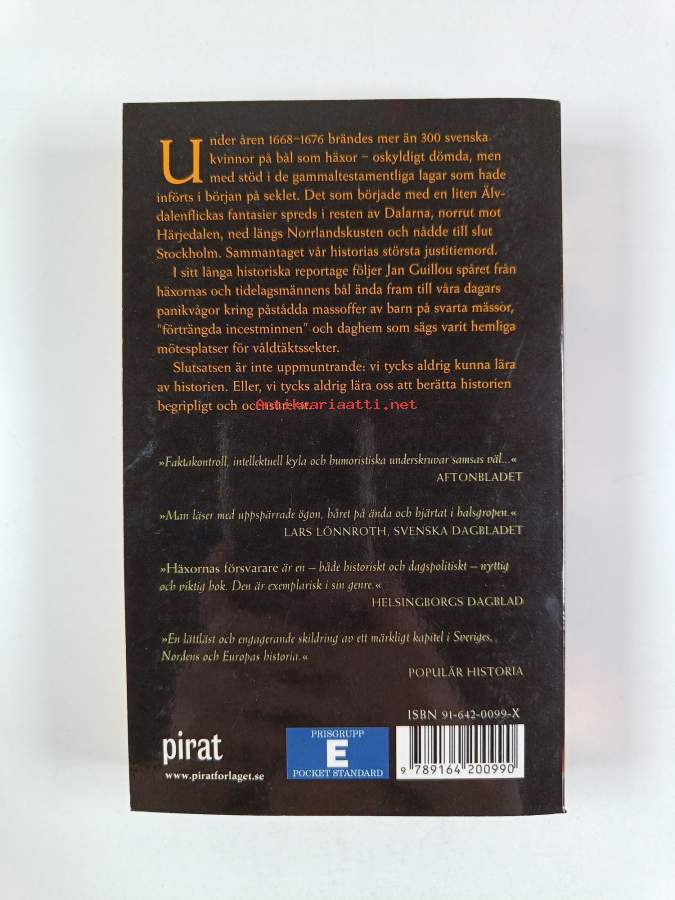 Under åren 1668–1676 brändes mer än 300 svenska
kvinnor på bål som häxor – oskyldigt dömda, men
med stöd i de gammaltestamentliga lagar som hade
införts i början på seklet. Det som började med en liten Älv-
dalenflickas fantasier spreds i resten av Dalarna, norrut mot
Härjedalen, ned längs Norrlandskusten och nådde till slut
Stockholm. Sammantaget vår historias största justitiemord.
I sitt långa historiska reportage följer Jan Guillou spåret från
häxornas och tidelagsmännens bål ända fram till våra dagars
panikvågor kring påstådda massoffer av barn på svarta mässor,
"förträngda incestminnen" och daghem som sägs varit hemliga
mötesplatser för våldtäktssekter.
Slutsatsen är inte uppmuntrande: vi tycks aldrig kunna lära
av historien. Eller, vi tycks aldrig lära oss att berätta historien
begripligt och
Antikvariaatti.net
»Faktakontroll, intellektuell kyla och humoristiska underskruvar samsas väl...«
AFTONBLADET
»Man läser med uppspärrade ögon, håret på ända och hjärtat i halsgropen.«
LARS LÖNNROTH, SVENSKA DAGBLADET
»Häxornas försvarare är en – både historiskt och dagspolitiskt – nyttig
och viktig bok. Den är exemplarisk i sin genre.«
HELSINGBORGS DAGBLAD
»En lättläst och engagerande skildring av ett märkligt kapitel i Sveriges,
Nordens och Europas historia.«
POPULÄR HISTORIA
ISBN 91-642-0099-X
pirat
www.piratforlaget.se
PRISGRUPP
E
POCKET STANDARD
9 789164 200990